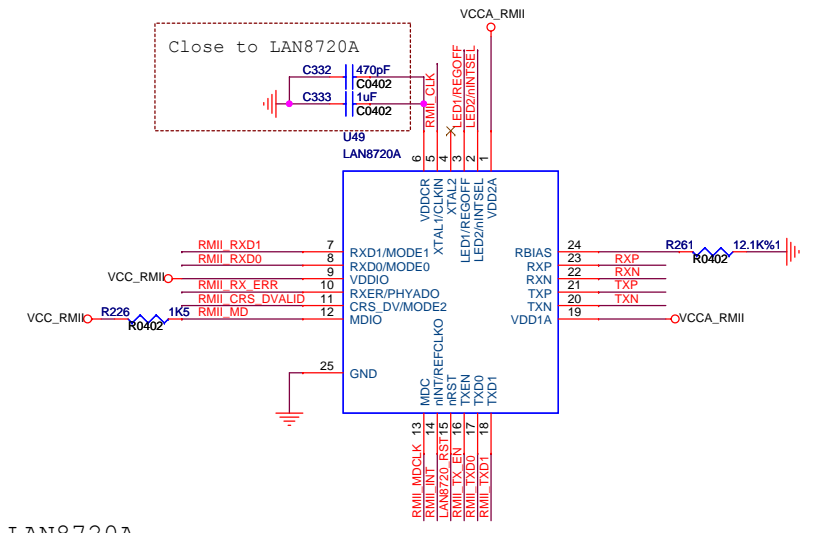 VCCA_RMII
Close to LAN8720A
C332 470pF
C0402
C333 1uF
C0402
RMII_CLK
LED1/REGOFF
LED2/nINTSEL
U49
LAN8720A
6 5 4 3 2 1
VDDCR
XTAL1/CLKIN
XTAL2
LED1/REGOFF
LED2/nINTSEL
VDD2A
RMII_RXD1 7 RXD1/MODE1
RMII_RXD0 8 RXD0/MODE0
VCC_RMII 9 VDDIO
RMII_RX_ERR 10 RXER/PHYADO
RMII_CRS_DVALID 11 CRS_DV/MODE2
VCC_RMII R226 1K5 RMII_MD 12 MDIO
R0402
25 GND
RBIAS 24 R261 12.1K%1
R0402
RXP 23 RXP
RXN 22 RXN
TXP 21 TXP
TXN 20 TXN
VDD1A 19 VCCA_RMII
MDC
nINT/REFCLKO
nRST
TXEN
TXD0
TXD1
13 14 15 16 17 18
RMII_MDCLK
RMII_INT
LAN8720_RST
RMII_TX_EN
RMII_TXD0
RMII_TXD1
LAN8720A